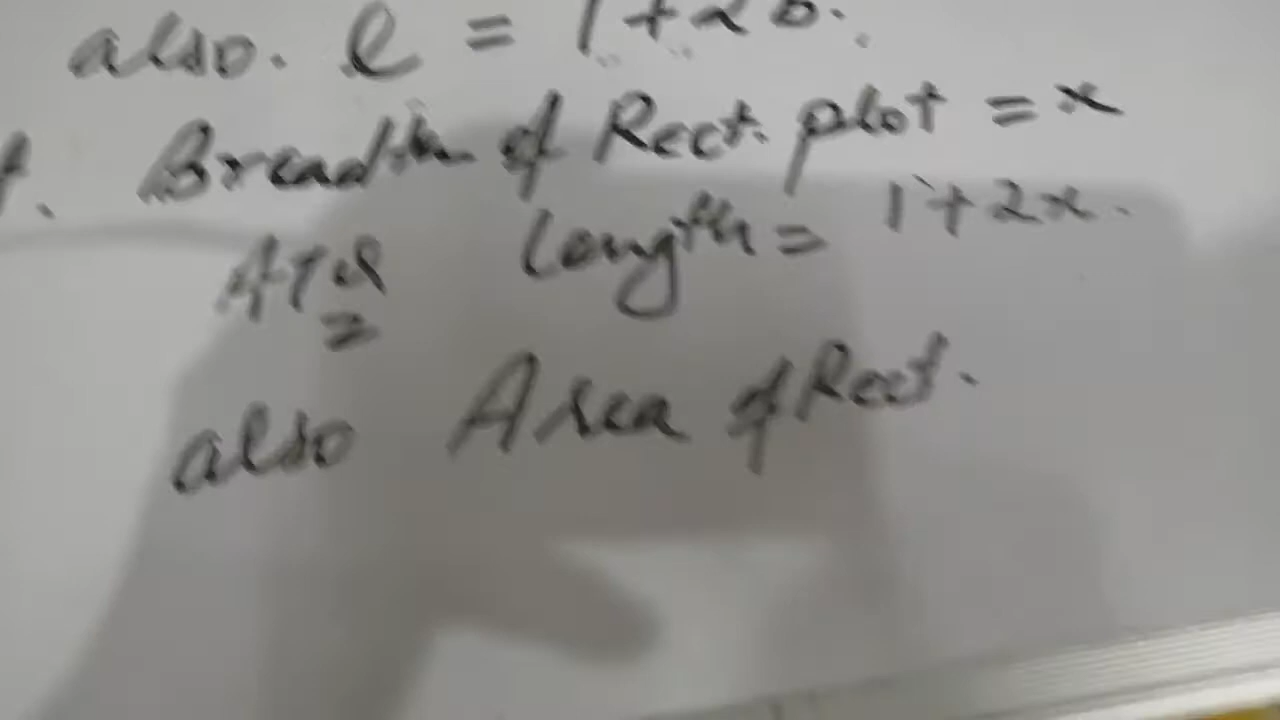 also. l = 1+2b.
Breadth of Rect. plot = x
ATQ length = 1+2x.
also Area of Rect.